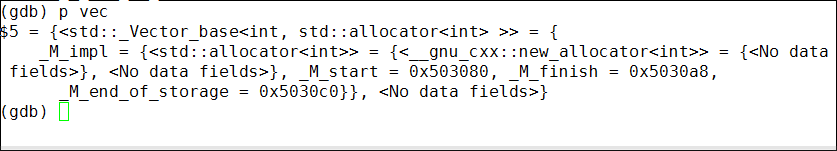 (gdb) p vec
$5 = {<std::_Vector_base<int, std::allocator<int> >> = {
    _M_impl = {<std::allocator<int>> = {<__gnu_cxx::new_allocator<int>> = {<No data
 fields>}, <No data fields>}, _M_start = 0x503080, _M_finish = 0x5030a8,
      _M_end_of_storage = 0x5030c0}}, <No data fields>}
(gdb)